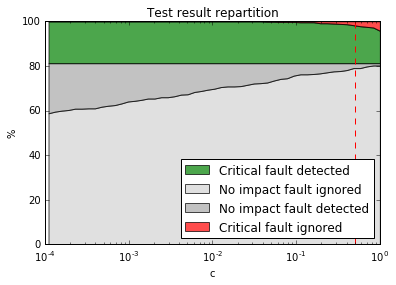 Test result repartition
%
100
80
60
40
20
0
Critical fault detected
No impact fault ignored
No impact fault detected
Critical fault ignored
10^-4
10^-3
10^-2
10^-1
10^0
c